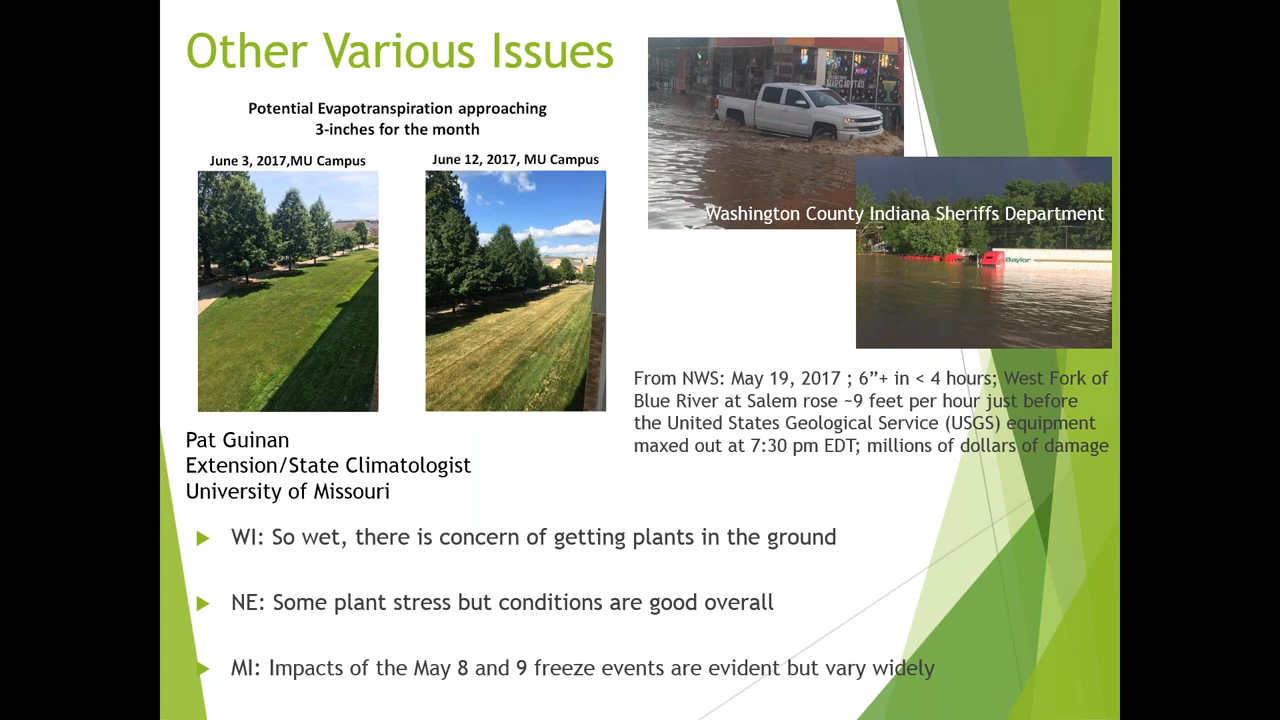 Other Various Issues
Potential Evapotranspiration approaching
3-inches for the month
June 3, 2017,MU Campus
June 12, 2017, MU Campus
MARGARITAS
Washington County Indiana Sheriffs Department
Baylor
From NWS: May 19, 2017 ; 6”+ in < 4 hours; West Fork of
Blue River at Salem rose ~9 feet per hour just before
the United States Geological Service (USGS) equipment
maxed out at 7:30 pm EDT; millions of dollars of damage
Pat Guinan
Extension/State Climatologist
University of Missouri
WI: So wet, there is concern of getting plants in the ground
NE: Some plant stress but conditions are good overall
MI: Impacts of the May 8 and 9 freeze events are evident but vary widely